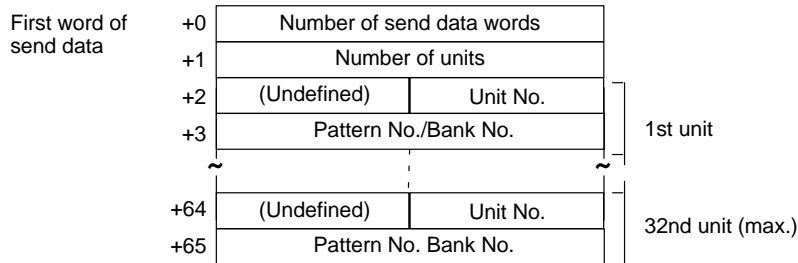 First word of
send data
+0 Number of send data words
+1 Number of units
+2 (Undefined) Unit No.
+3 Pattern No./Bank No.
1st unit
~ ~
+64 (Undefined) Unit No.
+65 Pattern No. Bank No.
32nd unit (max.)